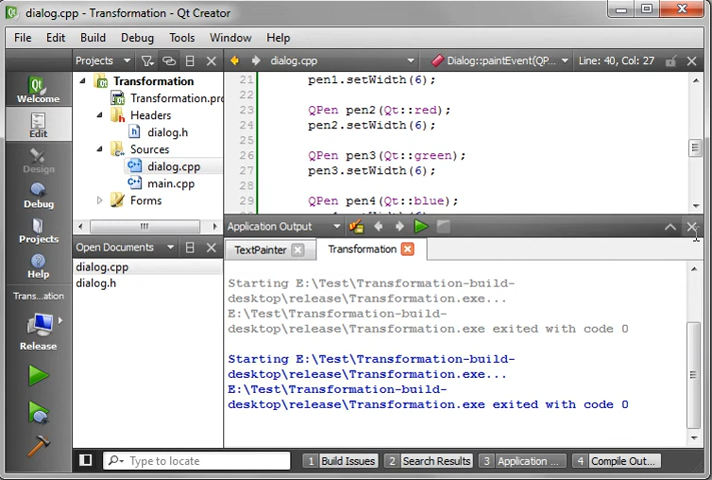 dialog.cpp - Transformation - Qt Creator
File Edit Build Debug Tools Window Help
Projects dialog.cpp Dialog::paintEvent(QP... Line: 40, Col: 27
Qt
Welcome
Edit
Design
Debug
Projects
Help
Trans...ation
Release
Transformation
Transformation.pro
Headers
dialog.h
Sources
dialog.cpp
main.cpp
Forms
Open Documents
dialog.cpp
dialog.h
21 pen1.setWidth(6);
22
23 QPen pen2(Qt::red);
24 pen2.setWidth(6);
25
26 QPen pen3(Qt::green);
27 pen3.setWidth(6);
28
29 QPen pen4(Qt::blue);
Application Output
TextPainter Transformation
Starting E:\Test\Transformation-build-
desktop\release\Transformation.exe...
E:\Test\Transformation-build-
desktop\release\Transformation.exe exited with code 0
Starting E:\Test\Transformation-build-
desktop\release\Transformation.exe...
E:\Test\Transformation-build-
desktop\release\Transformation.exe exited with code 0
Type to locate 1 Build Issues 2 Search Results 3 Application ... 4 Compile Out...